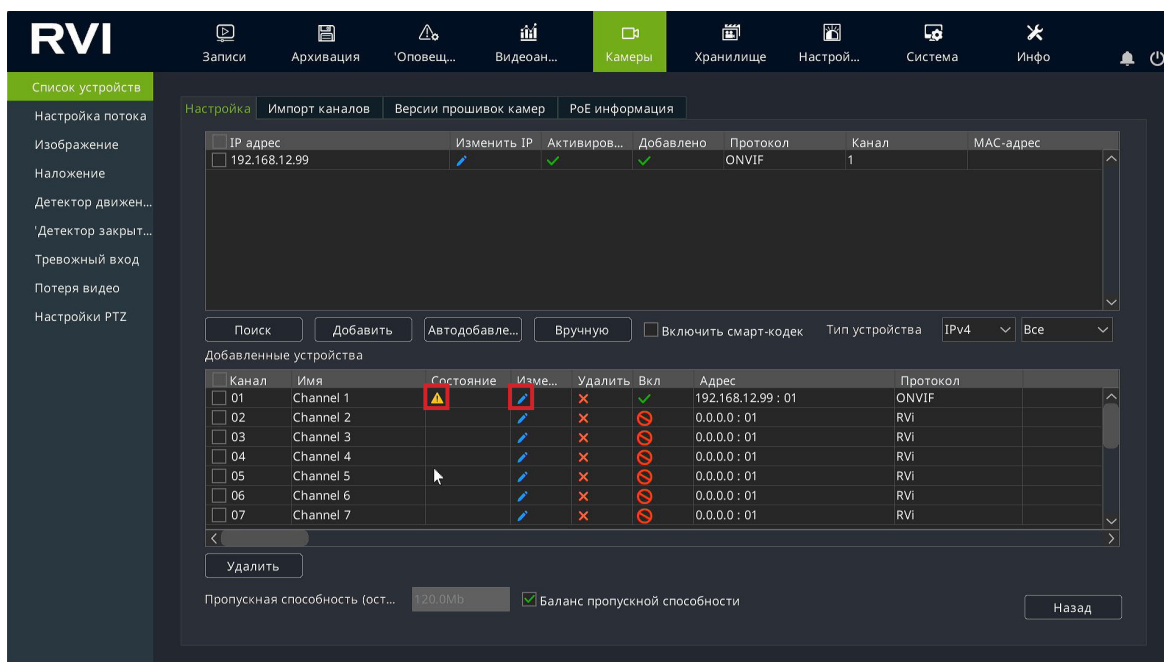 RVI
Записи Архивация 'Оповещ... Видеоан... Камеры Хранилище Настрой... Система Инфо
Список устройств
Настройка потока
Изображение
Наложение
Детектор движен...
'Детектор закрыт...
Тревожный вход
Потеря видео
Настройки PTZ
Настройка Импорт каналов Версии прошивок камер PoE информация
IP адрес Изменить IP Активиров... Добавлено Протокол Канал MAC-адрес
192.168.12.99 ONVIF 1
Поиск Добавить Автодобавле... Вручную Включить смарт-кодек Тип устройства IPv4 Все
Добавленные устройства
Канал Имя Состояние Изме... Удалить Вкл Адрес Протокол
01 Channel 1 192.168.12.99 : 01 ONVIF
02 Channel 2 0.0.0.0 : 01 RVi
03 Channel 3 0.0.0.0 : 01 RVi
04 Channel 4 0.0.0.0 : 01 RVi
05 Channel 5 0.0.0.0 : 01 RVi
06 Channel 6 0.0.0.0 : 01 RVi
07 Channel 7 0.0.0.0 : 01 RVi
Удалить
Пропускная способность (ост... 120.0Mb Баланс пропускной способности
Назад